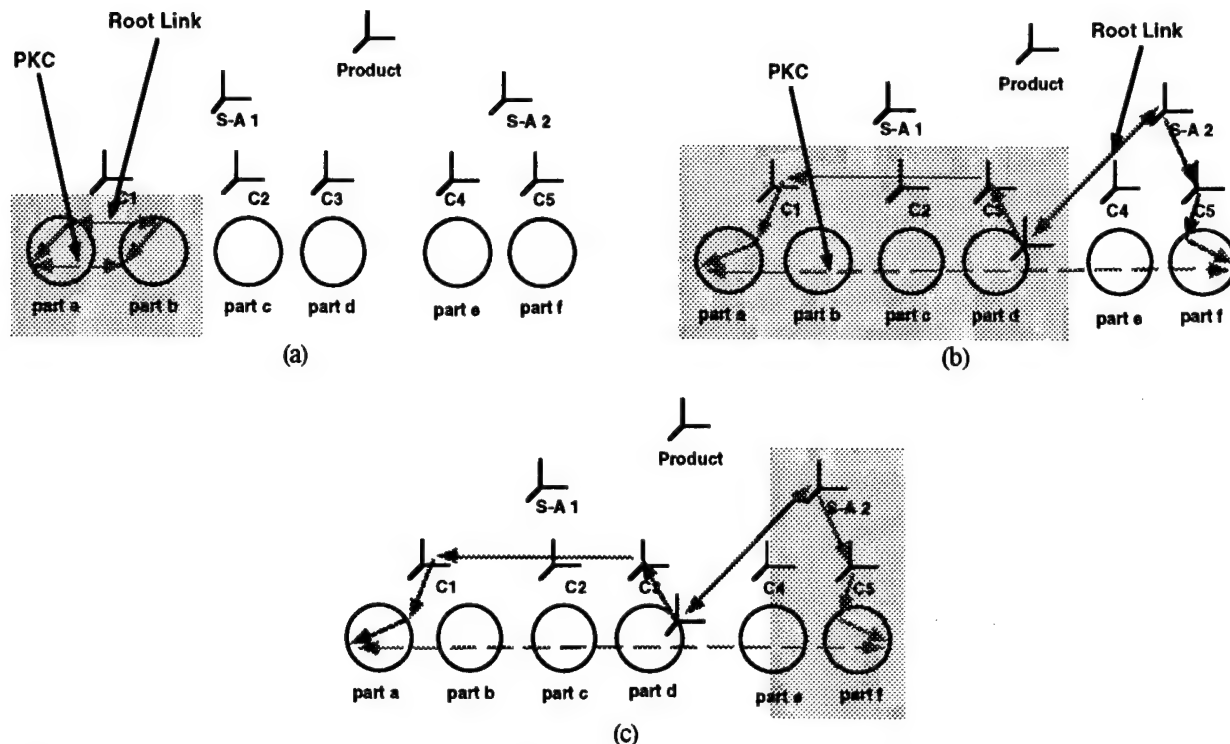 Root Link
PKC
Product
S-A 1
S-A 2
C1
C2
C3
C4
C5
part a
part b
part c
part d
part e
part f
(a)
Root Link
PKC
Product
S-A 1
S-A 2
C1
C2
C3
C4
C5
part a
part b
part c
part d
part e
part f
(b)
Product
S-A 1
S-A 2
C1
C2
C3
C4
C5
part a
part b
part c
part d
part e
part f
(c)